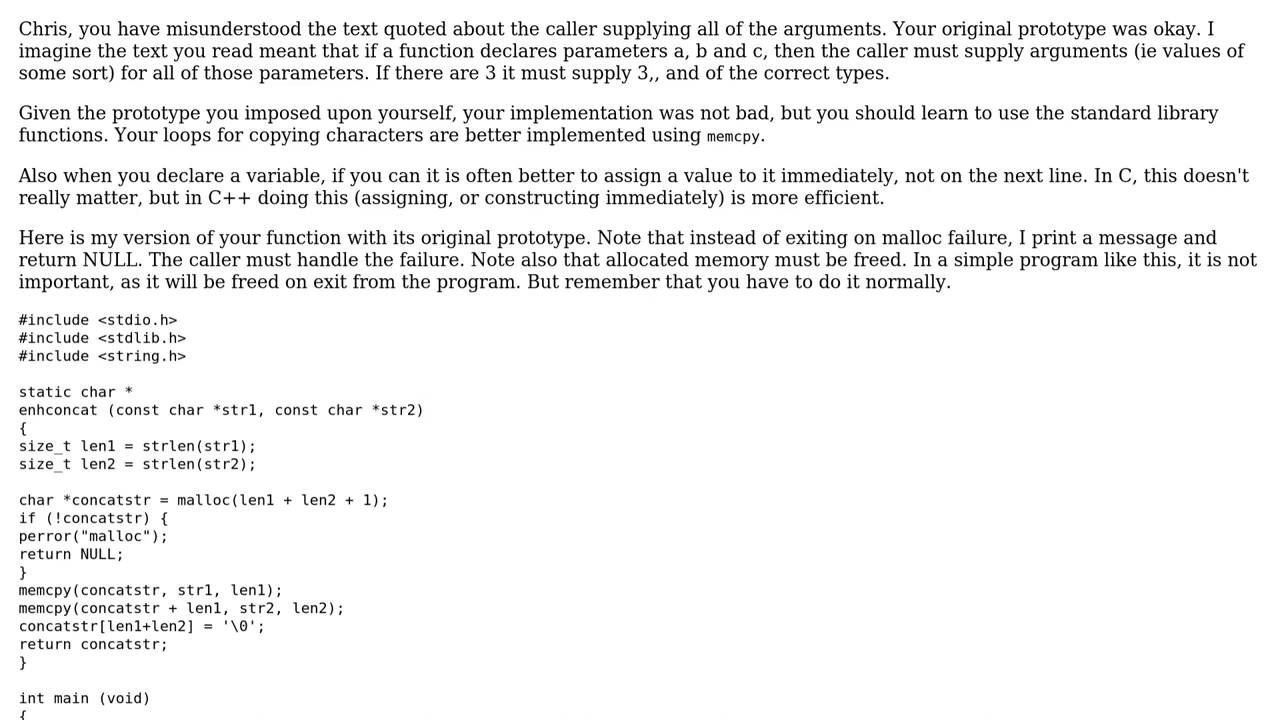 Chris, you have misunderstood the text quoted about the caller supplying all of the arguments. Your original prototype was okay. I
imagine the text you read meant that if a function declares parameters a, b and c, then the caller must supply arguments (ie values of
some sort) for all of those parameters. If there are 3 it must supply 3,, and of the correct types.
Given the prototype you imposed upon yourself, your implementation was not bad, but you should learn to use the standard library
functions. Your loops for copying characters are better implemented using memcpy.
Also when you declare a variable, if you can it is often better to assign a value to it immediately, not on the next line. In C, this doesn't
really matter, but in C++ doing this (assigning, or constructing immediately) is more efficient.
Here is my version of your function with its original prototype. Note that instead of exiting on malloc failure, I print a message and
return NULL. The caller must handle the failure. Note also that allocated memory must be freed. In a simple program like this, it is not
important, as it will be freed on exit from the program. But remember that you have to do it normally.
#include <stdio.h>
#include <stdlib.h>
#include <string.h>
static char *
enhconcat (const char *str1, const char *str2)
{
size_t len1 = strlen(str1);
size_t len2 = strlen(str2);
char *concatstr = malloc(len1 + len2 + 1);
if (!concatstr) {
perror("malloc");
return NULL;
}
memcpy(concatstr, str1, len1);
memcpy(concatstr + len1, str2, len2);
concatstr[len1+len2] = '\0';
return concatstr;
}
int main (void)
{